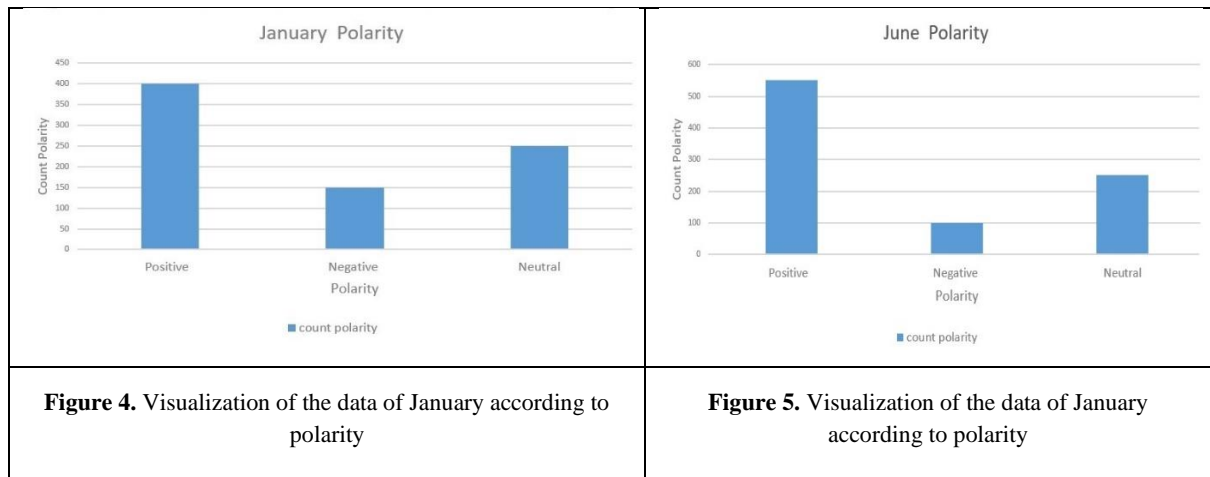 January Polarity
450
400
350
300
250
200
150
100
50
0
Count Polarity
Positive
Negative
Neutral
Polarity
count polarity
Figure 4. Visualization of the data of January according to
polarity
June Polarity
600
500
400
300
200
100
0
Count Polarity
Positive
Negative
Neutral
Polarity
count polarity
Figure 5. Visualization of the data of January
according to polarity